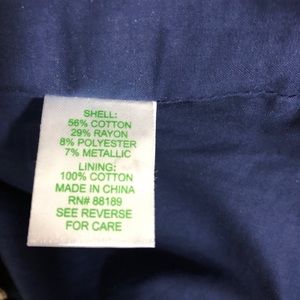 SHELL:
56% COTTON
29% RAYON
8% POLYESTER
7% METALLIC
LINING:
100% COTTON
MADE IN CHINA
RN# 88189
SEE REVERSE
FOR CARE